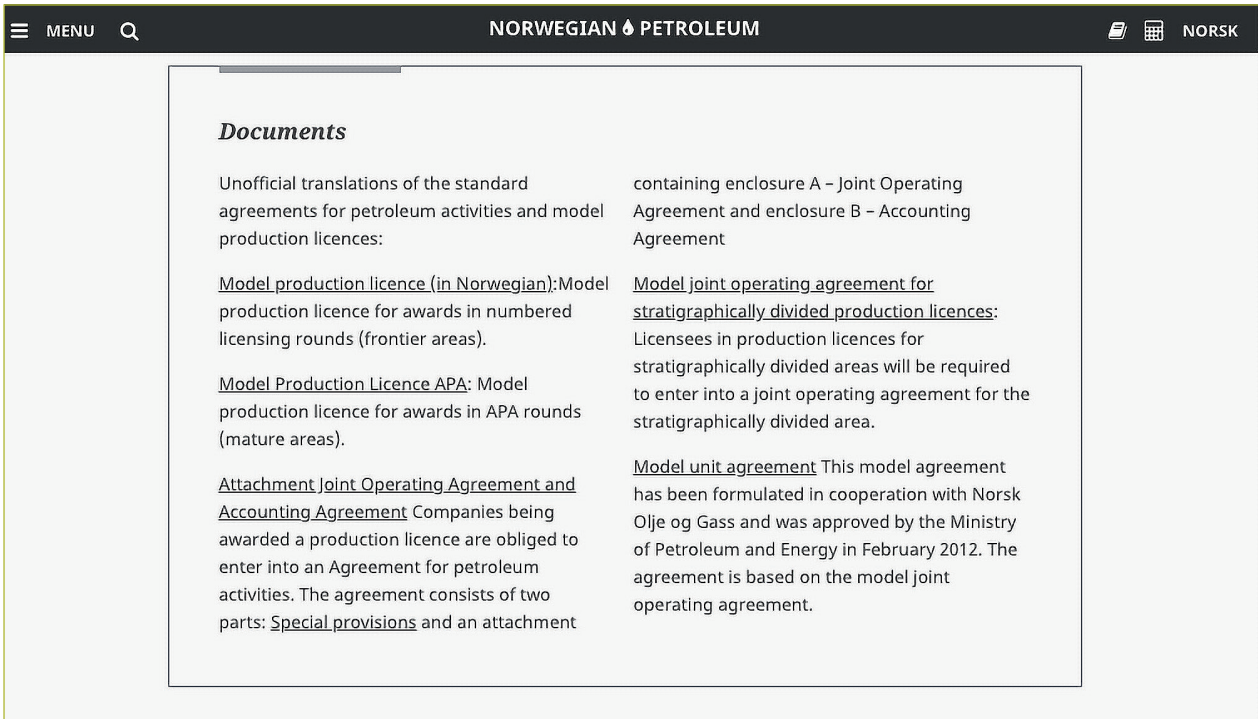 MENU
NORWEGIAN PETROLEUM
NORSK
Documents
Unofficial translations of the standard
agreements for petroleum activities and model
production licences:
Model production licence (in Norwegian):Model
production licence for awards in numbered
licensing rounds (frontier areas).
Model Production Licence APA: Model
production licence for awards in APA rounds
(mature areas).
Attachment Joint Operating Agreement and
Accounting Agreement Companies being
awarded a production licence are obliged to
enter into an Agreement for petroleum
activities. The agreement consists of two
parts: Special provisions and an attachment
containing enclosure A – Joint Operating
Agreement and enclosure B – Accounting
Agreement
Model joint operating agreement for
stratigraphically divided production licences:
Licensees in production licences for
stratigraphically divided areas will be required
to enter into a joint operating agreement for the
stratigraphically divided area.
Model unit agreement This model agreement
has been formulated in cooperation with Norsk
Olje og Gass and was approved by the Ministry
of Petroleum and Energy in February 2012. The
agreement is based on the model joint
operating agreement.